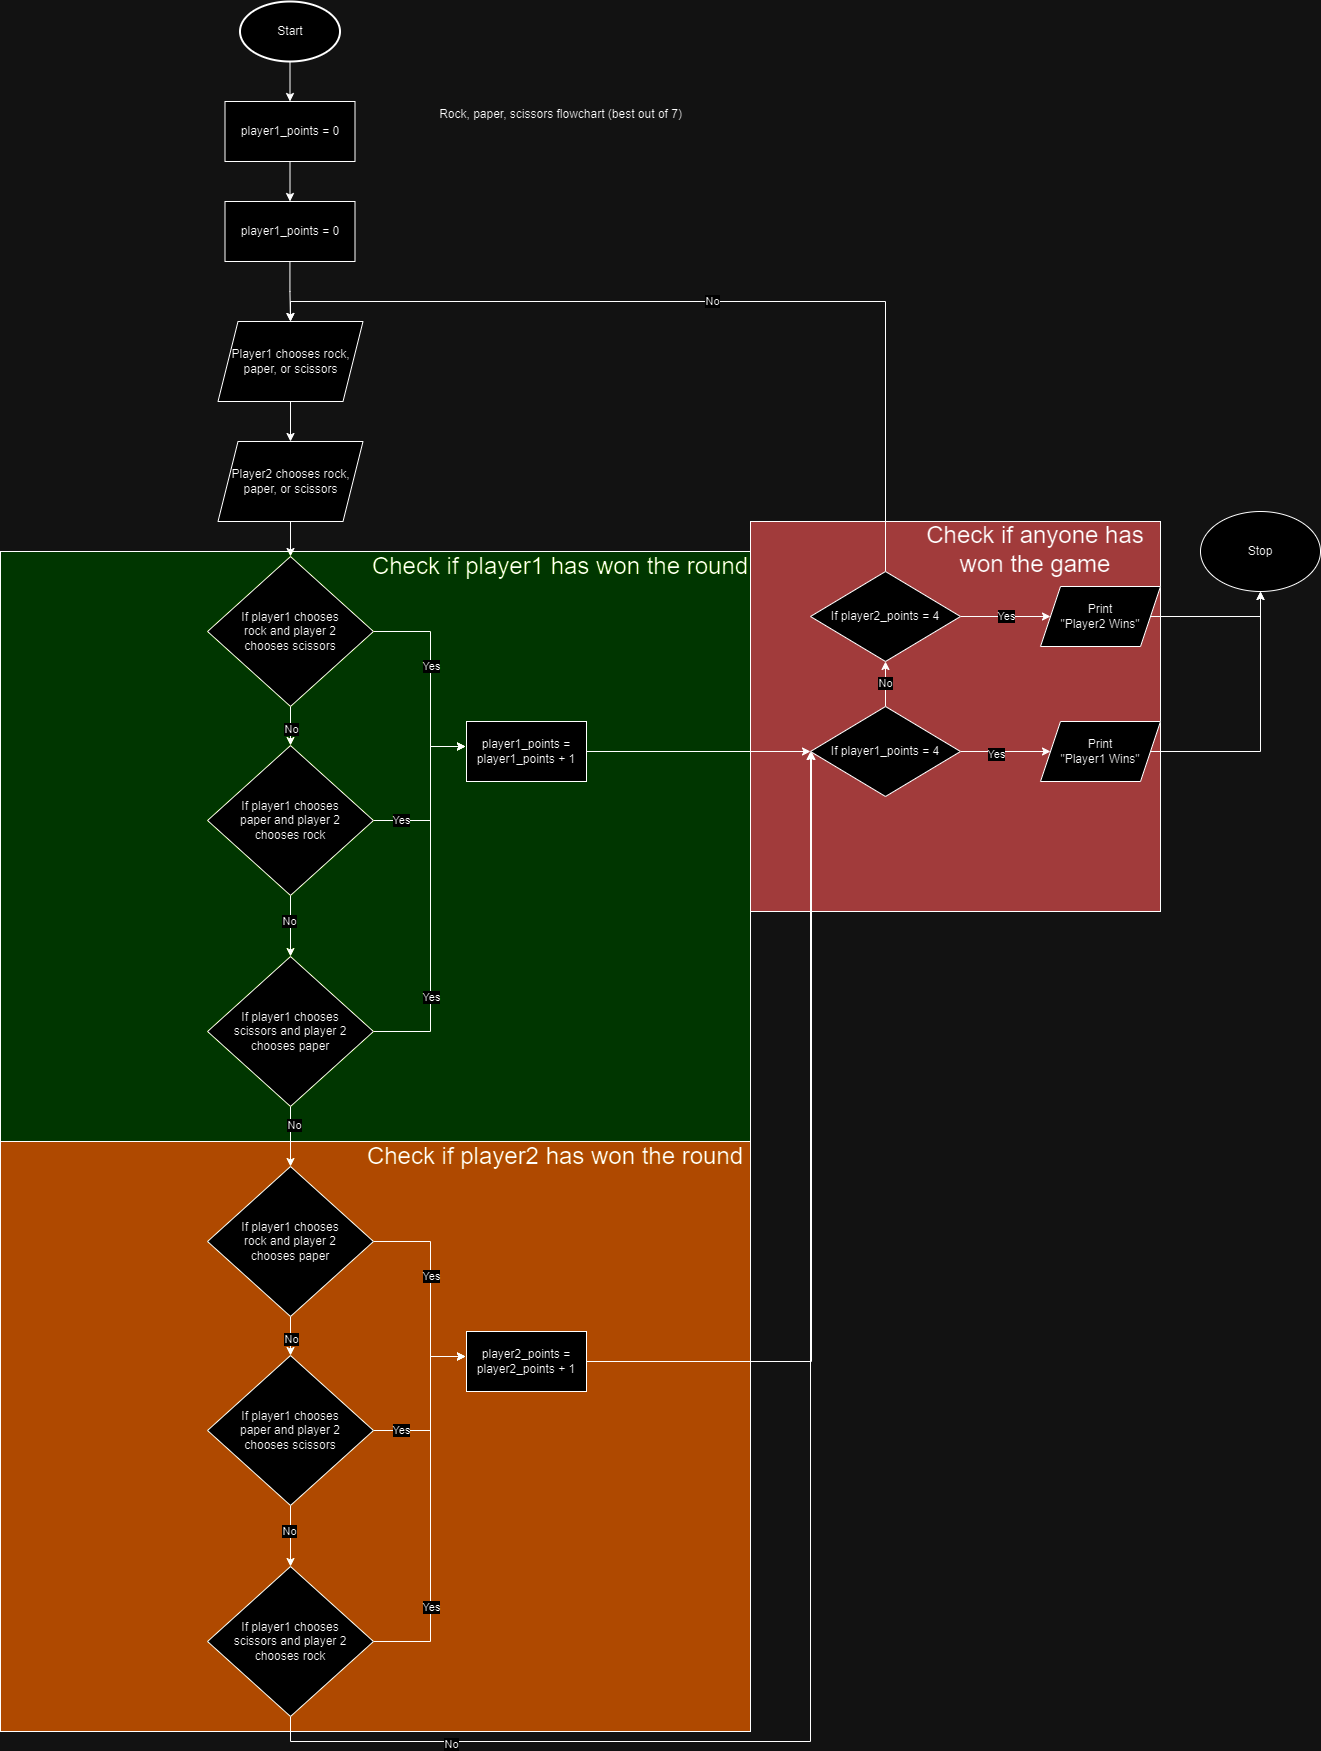 Start
Rock, paper, scissors flowchart (best out of 7)
player1_points = 0
player1_points = 0
No
Player1 chooses rock,
paper, or scissors
Player2 chooses rock,
paper, or scissors
Check if player1 has won the round
If player1 chooses
rock and player 2
chooses scissors
Yes
No
player1_points =
player1_points + 1
If player1 chooses
paper and player 2
chooses rock
Yes
No
If player1 chooses
scissors and player 2
chooses paper
Yes
No
Check if anyone has
won the game
Stop
If player2_points = 4
Yes
Print
"Player2 Wins"
No
If player1_points = 4
Yes
Print
"Player1 Wins"
Check if player2 has won the round
If player1 chooses
rock and player 2
chooses paper
Yes
No
player2_points =
player2_points + 1
If player1 chooses
paper and player 2
chooses scissors
Yes
No
If player1 chooses
scissors and player 2
chooses rock
Yes
No